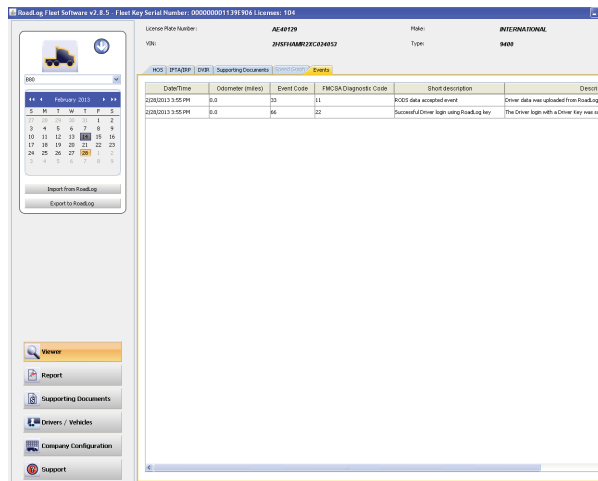 RoadLog Fleet Software v2.8.5 - Fleet Key Serial Number: 000000001139E906 Licenses: 104
License Plate Number: AE40129 Make: INTERNATIONAL
VIN: 2HSFHAMR2XC024052 Type: 9400
HOS IFTA/IRP DVIR Supporting Documents Speed Graph Events
880
February 2013
S M T W T F S
27 28 29 30 31 1 2
3 4 5 6 7 8 9
10 11 12 13 14 15 16
17 18 19 20 21 22 23
24 25 26 27 28 1 2
3 4 5 6 7 8 9
Import from RoadLog
Export to RoadLog
Date/Time Odometer (miles) Event Code FMCSA Diagnostic Code Short description Descri
2/28/2013 3:55 PM 0.0 33 11 RODS data accepted event Driver data was uploaded from RoadLog
2/28/2013 3:55 PM 0.0 66 22 Successful Driver login using RoadLog key The Driver login with a Driver Key was s
Viewer
Report
Supporting Documents
Drivers / Vehicles
Company Configuration
Support